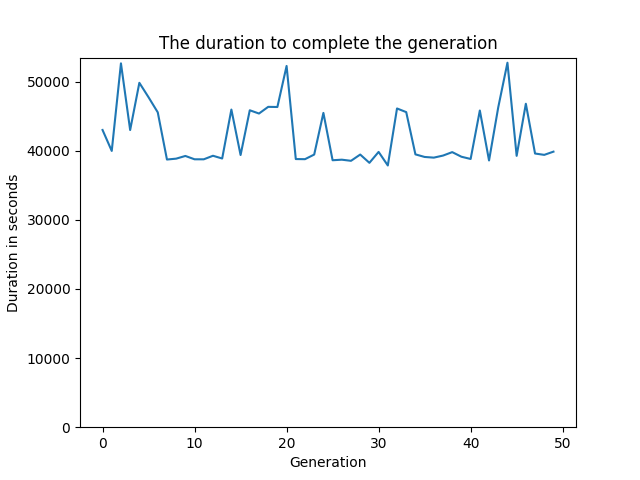 The duration to complete the generation
50000
40000
30000
20000
10000
0
Duration in seconds
0 10 20 30 40 50
Generation